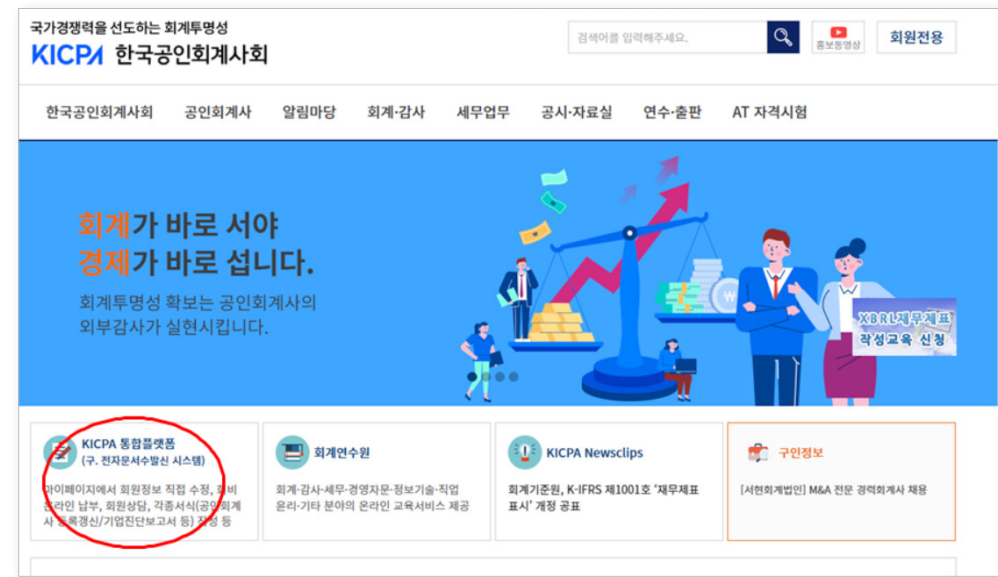 국가경쟁력을 선도하는 회계투명성
KICPA 한국공인회계사회
검색어를 입력해주세요.
홍보동영상
회원전용
한국공인회계사회 공인회계사 알림마당 회계·감사 세무업무 공시·자료실 연수·출판 AT 자격시험
회계가 바로 서야
경제가 바로 섭니다.
회계투명성 확보는 공인회계사의
외부감사가 실현시킵니다.
XBRL재무제표
작성교육 신청
KICPA 통합플랫폼
(구. 전자문서수발신 시스템)
마이페이지에서 회원정보 직접 수정, 회비
온라인 납부, 회원상담, 각종서식(공인회계
사 등록갱신/기업진단보고서 등) 작성 등
회계연수원
회계·감사·세무·경영자문·정보기술·직업
윤리·기타 분야의 온라인 교육서비스 제공
KICPA Newsclips
회계기준원, K-IFRS 제1001호 '재무제표
표시' 개정 공표
구인정보
[서현회계법인] M&A 전문 경력회계사 채용